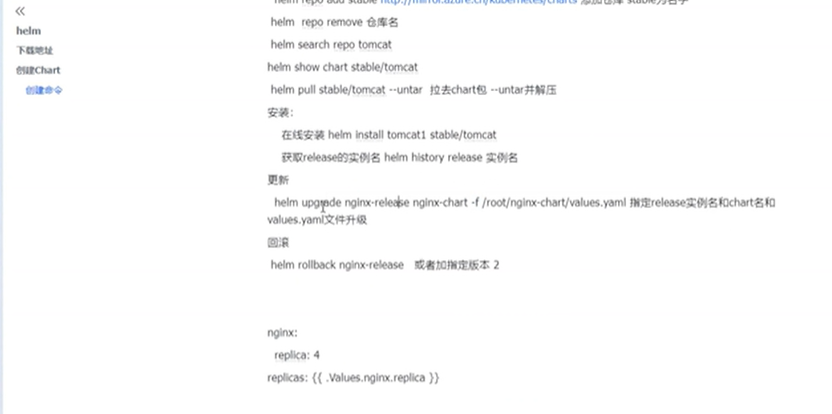 helm
下载地址
创建Chart
创建命令
helm repo add stable http://mirror.azure.cn/kubernetes/charts 添加仓库 stable为名字
helm repo remove 仓库名
helm search repo tomcat
helm show chart stable/tomcat
helm pull stable/tomcat --untar 拉去chart包 --untar并解压
安装:
在线安装 helm install tomcat1 stable/tomcat
获取release的实例名 helm history release 实例名
更新
helm upgrade nginx-release nginx-chart -f /root/nginx-chart/values.yaml 指定release实例名和chart名和
values.yaml文件升级
回滚
helm rollback nginx-release 或者加指定版本 2
nginx:
replica: 4
replicas: {{ .Values.nginx.replica }}